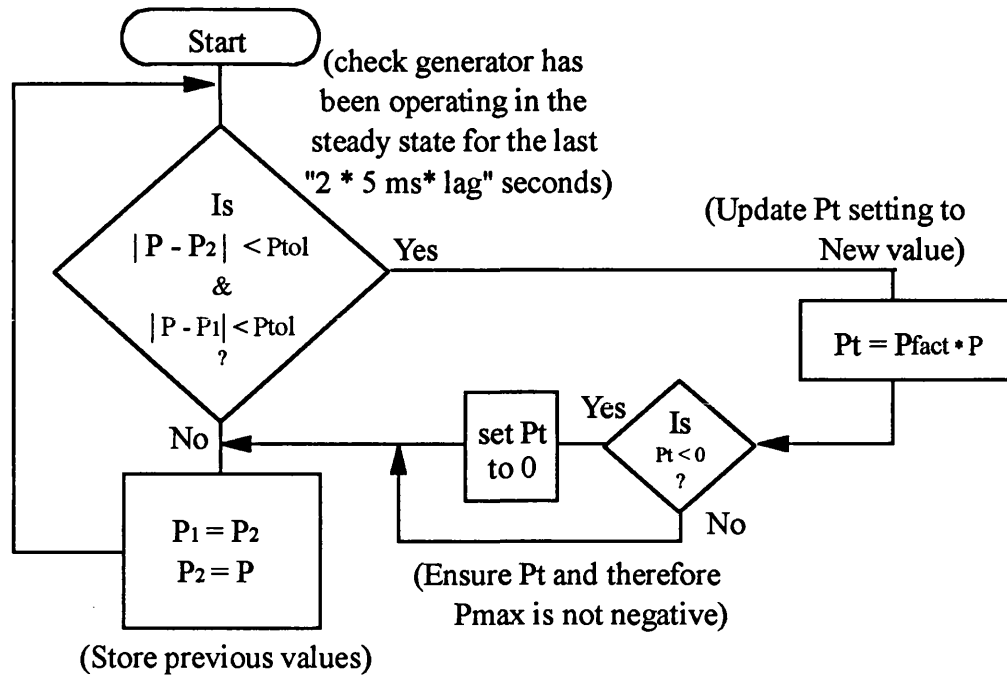 Start
(check generator has
been operating in the
steady state for the last
"2 * 5 ms* lag" seconds)
Is
| P - P2 | < Ptol
&
| P - P1 | < Ptol
?
Yes
(Update Pt setting to
New value)
Pt = Pfact * P
Is
Pt < 0
?
Yes
set Pt
to 0
No
(Ensure Pt and therefore
Pmax is not negative)
No
P1 = P2
P2 = P
(Store previous values)